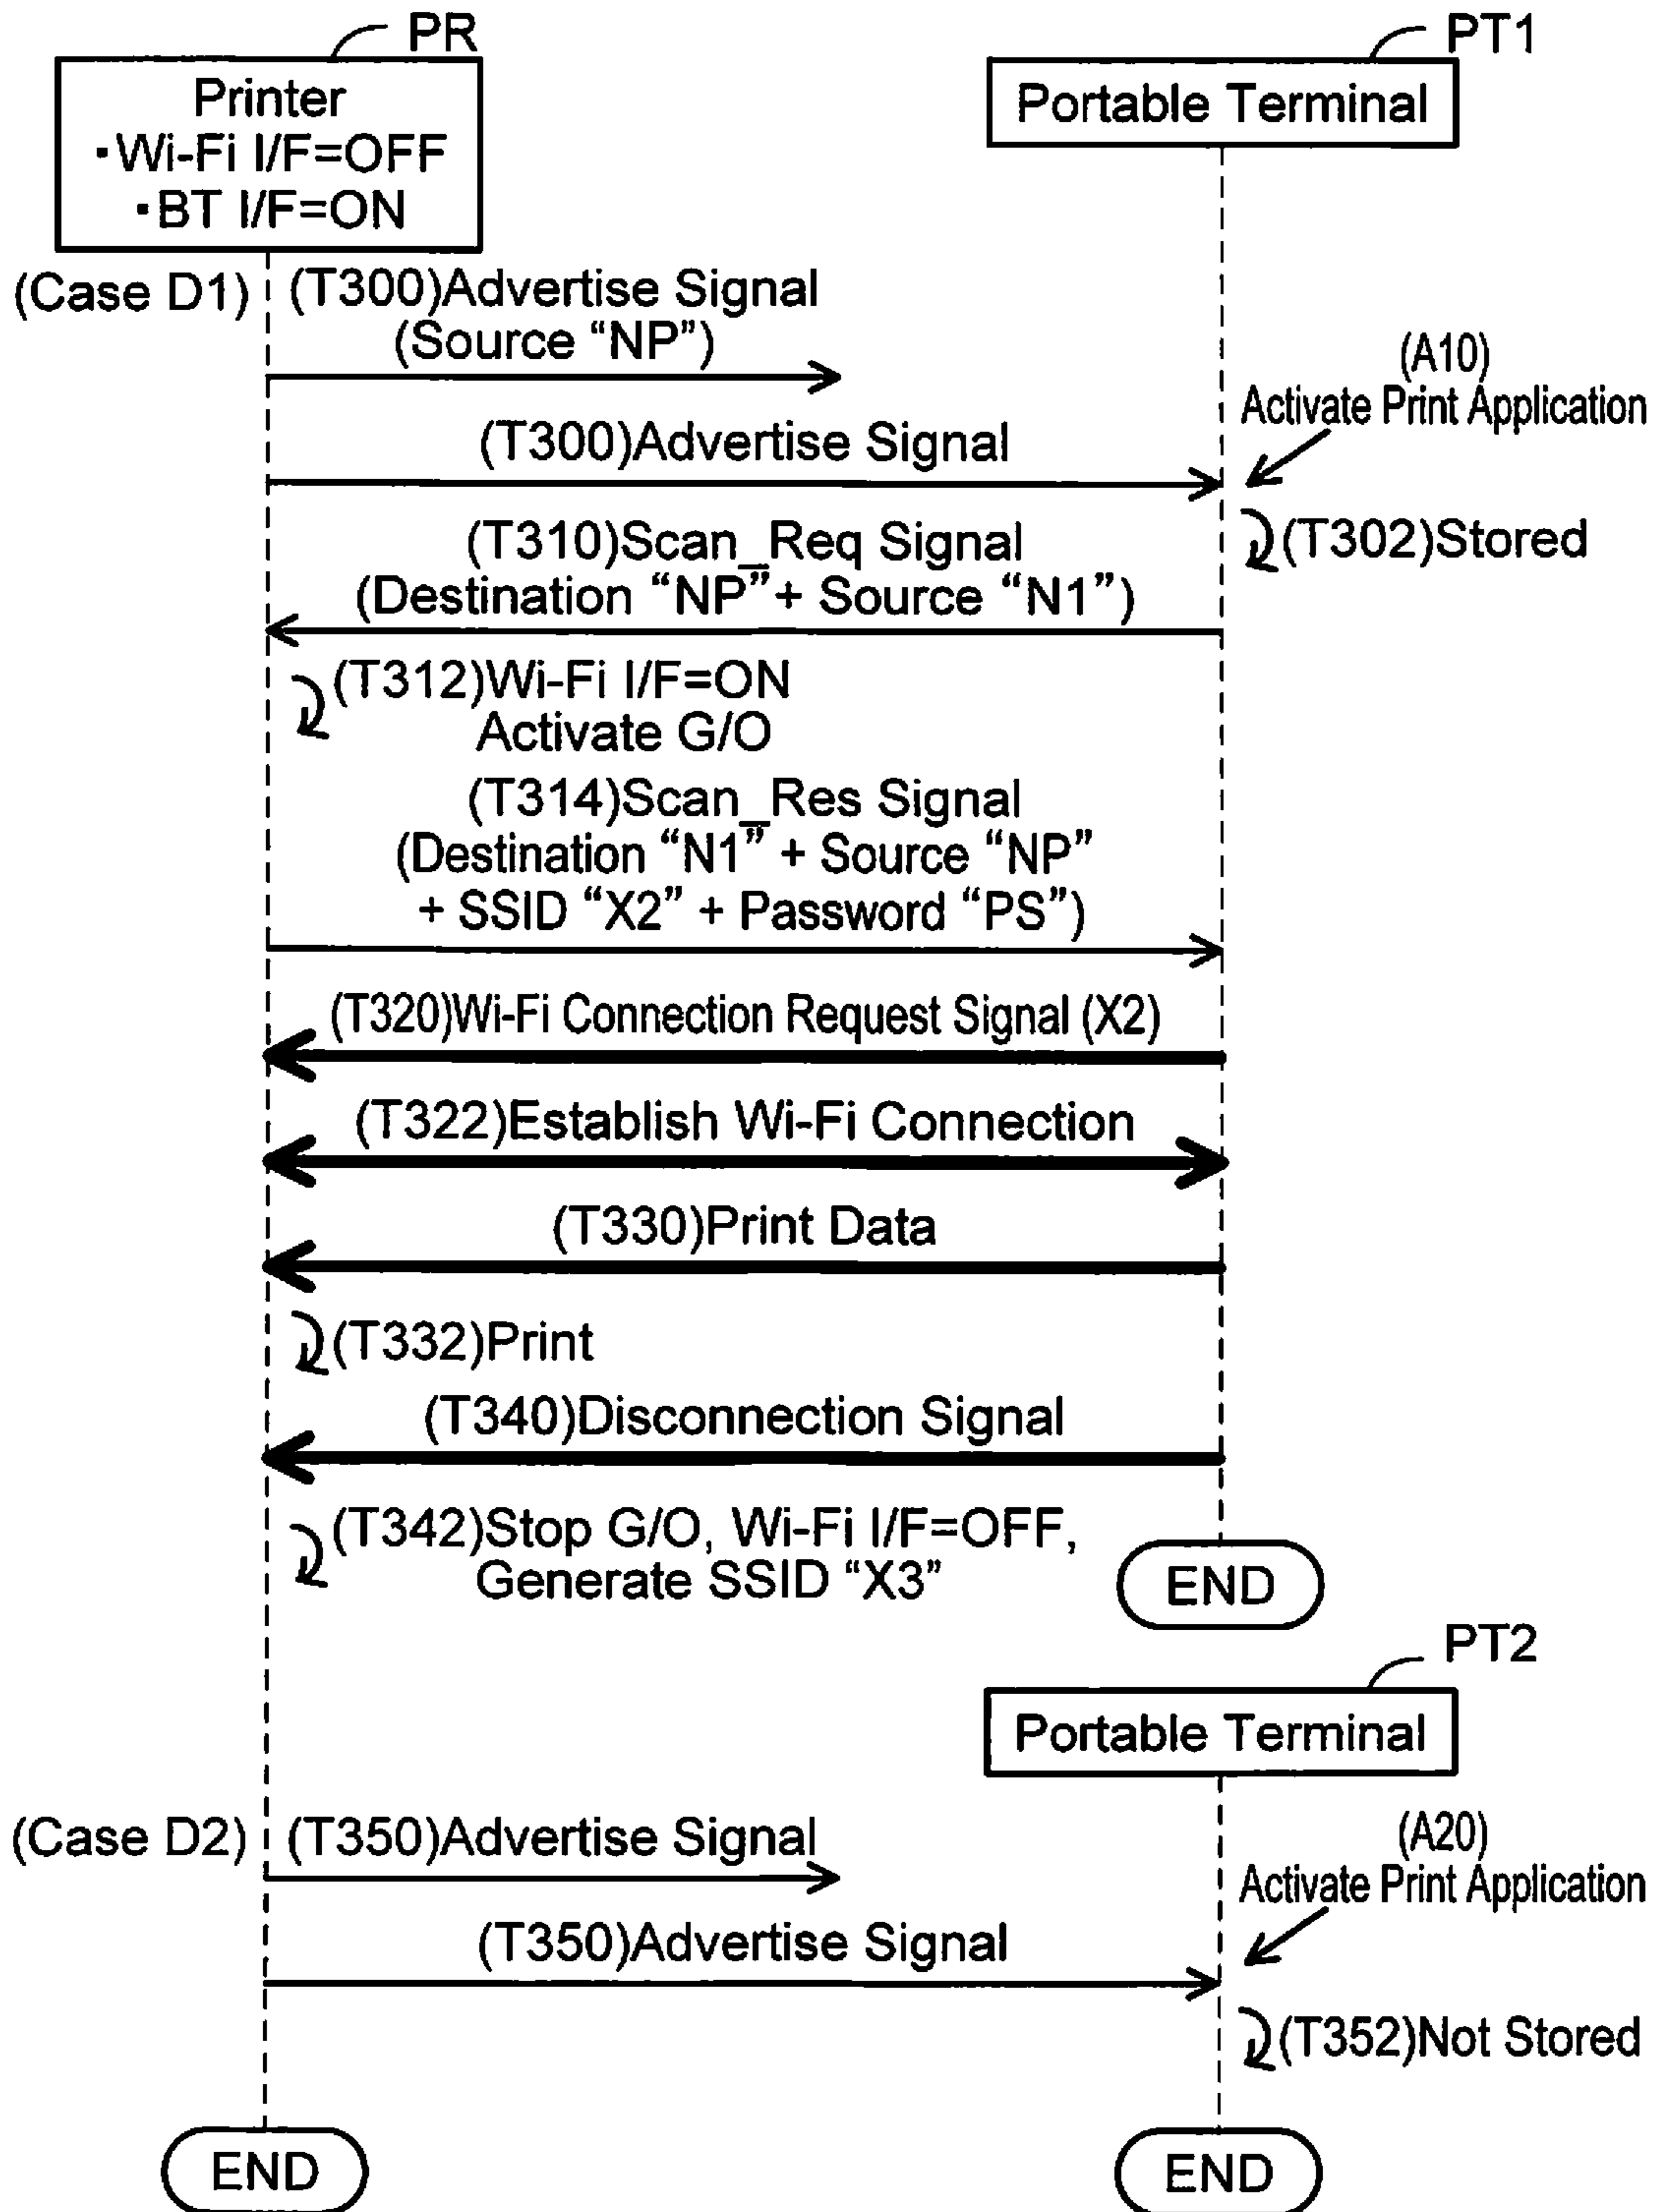 PR
Printer
▪Wi-Fi I/F=OFF
▪BT I/F=ON
PT1
Portable Terminal
(Case D1)
(T300)Advertise Signal
(Source “NP”)
(A10)
Activate Print Application
(T300)Advertise Signal
(T302)Stored
(T310)Scan_Req Signal
(Destination “NP”+ Source “N1”)
(T312)Wi-Fi I/F=ON
Activate G/O
(T314)Scan_Res Signal
(Destination “N1” + Source “NP”
+ SSID “X2” + Password “PS”)
(T320)Wi-Fi Connection Request Signal (X2)
(T322)Establish Wi-Fi Connection
(T330)Print Data
(T332)Print
(T340)Disconnection Signal
(T342)Stop G/O, Wi-Fi I/F=OFF,
Generate SSID “X3”
END
PT2
Portable Terminal
(Case D2)
(T350)Advertise Signal
(A20)
Activate Print Application
(T350)Advertise Signal
(T352)Not Stored
END
END